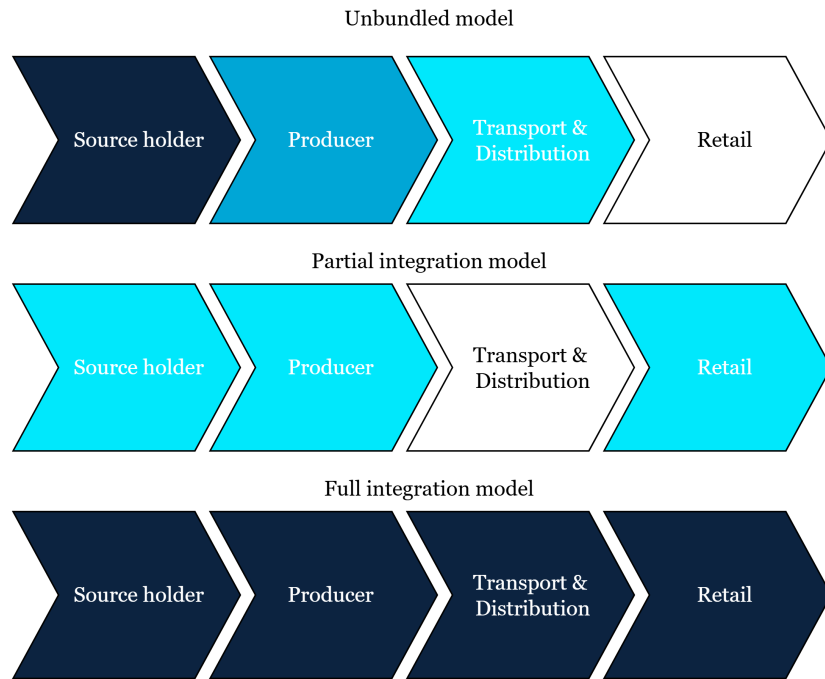 Unbundled model
Source holder
Producer
Transport &
Distribution
Retail
Partial integration model
Source holder
Producer
Transport &
Distribution
Retail
Full integration model
Source holder
Producer
Transport &
Distribution
Retail